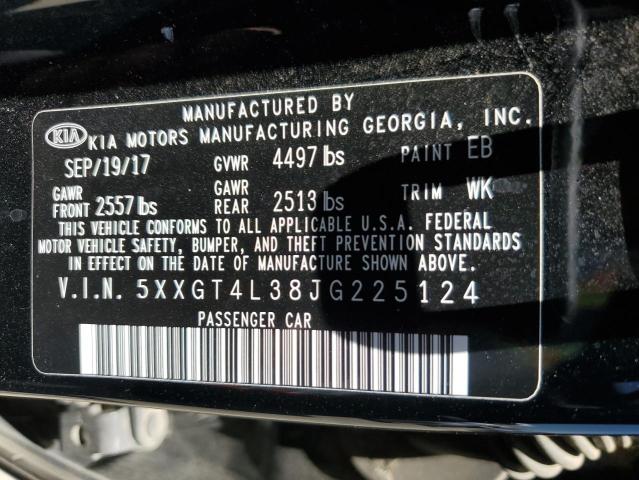 MANUFACTURED BY
KIA KIA MOTORS MANUFACTURING GEORGIA, INC.
SEP/19/17 GVWR 4497 lbs PAINT EB
GAWR FRONT 2557 lbs GAWR REAR 2513 lbs TRIM WK
THIS VEHICLE CONFORMS TO ALL APPLICABLE U.S.A. FEDERAL
MOTOR VEHICLE SAFETY, BUMPER, AND THEFT PREVENTION STANDARDS
IN EFFECT ON THE DATE OF MANUFACTURE SHOWN ABOVE.
V.I.N. 5XXGT4L38JG225124
PASSENGER CAR